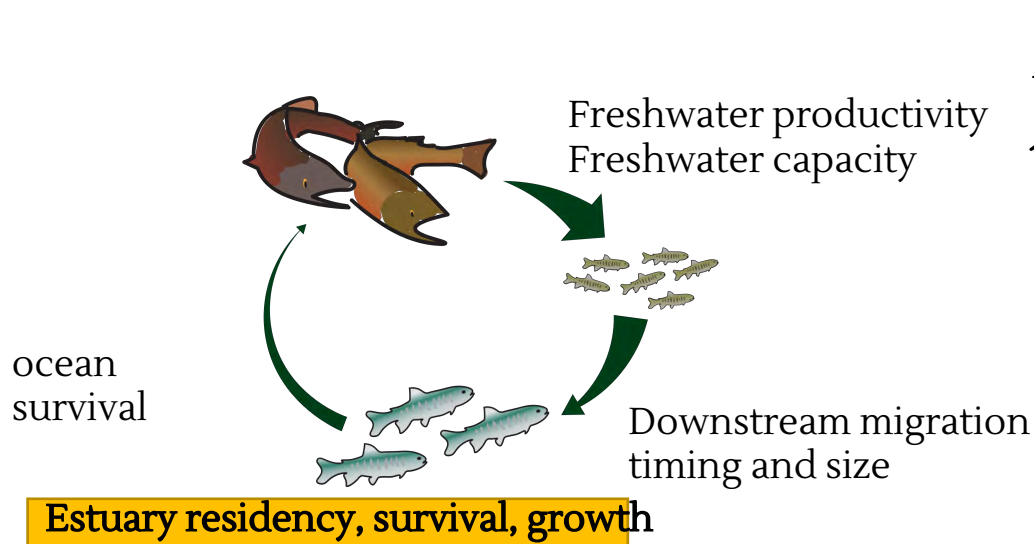 Freshwater productivity
Freshwater capacity
ocean
survival
Downstream migration
timing and size
Estuary residency, survival, growth